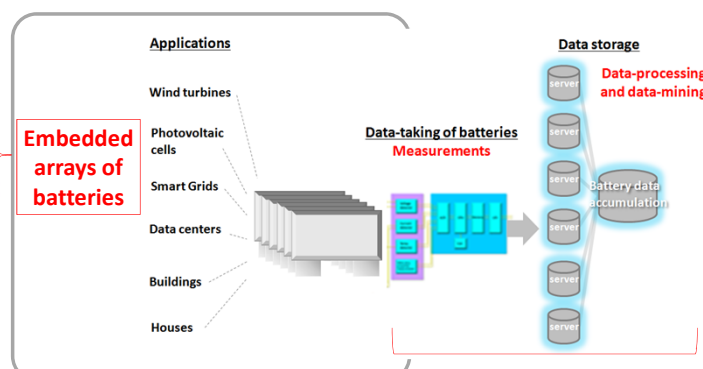 Applications
Wind turbines
Photovoltaic
cells
Smart Grids
Data centers
Buildings
Houses
Embedded
arrays of
batteries
Data-taking of batteries
Measurements
Data storage
Data-processing
and data-mining
server
server
server
server
server
server
Battery data
accumulation